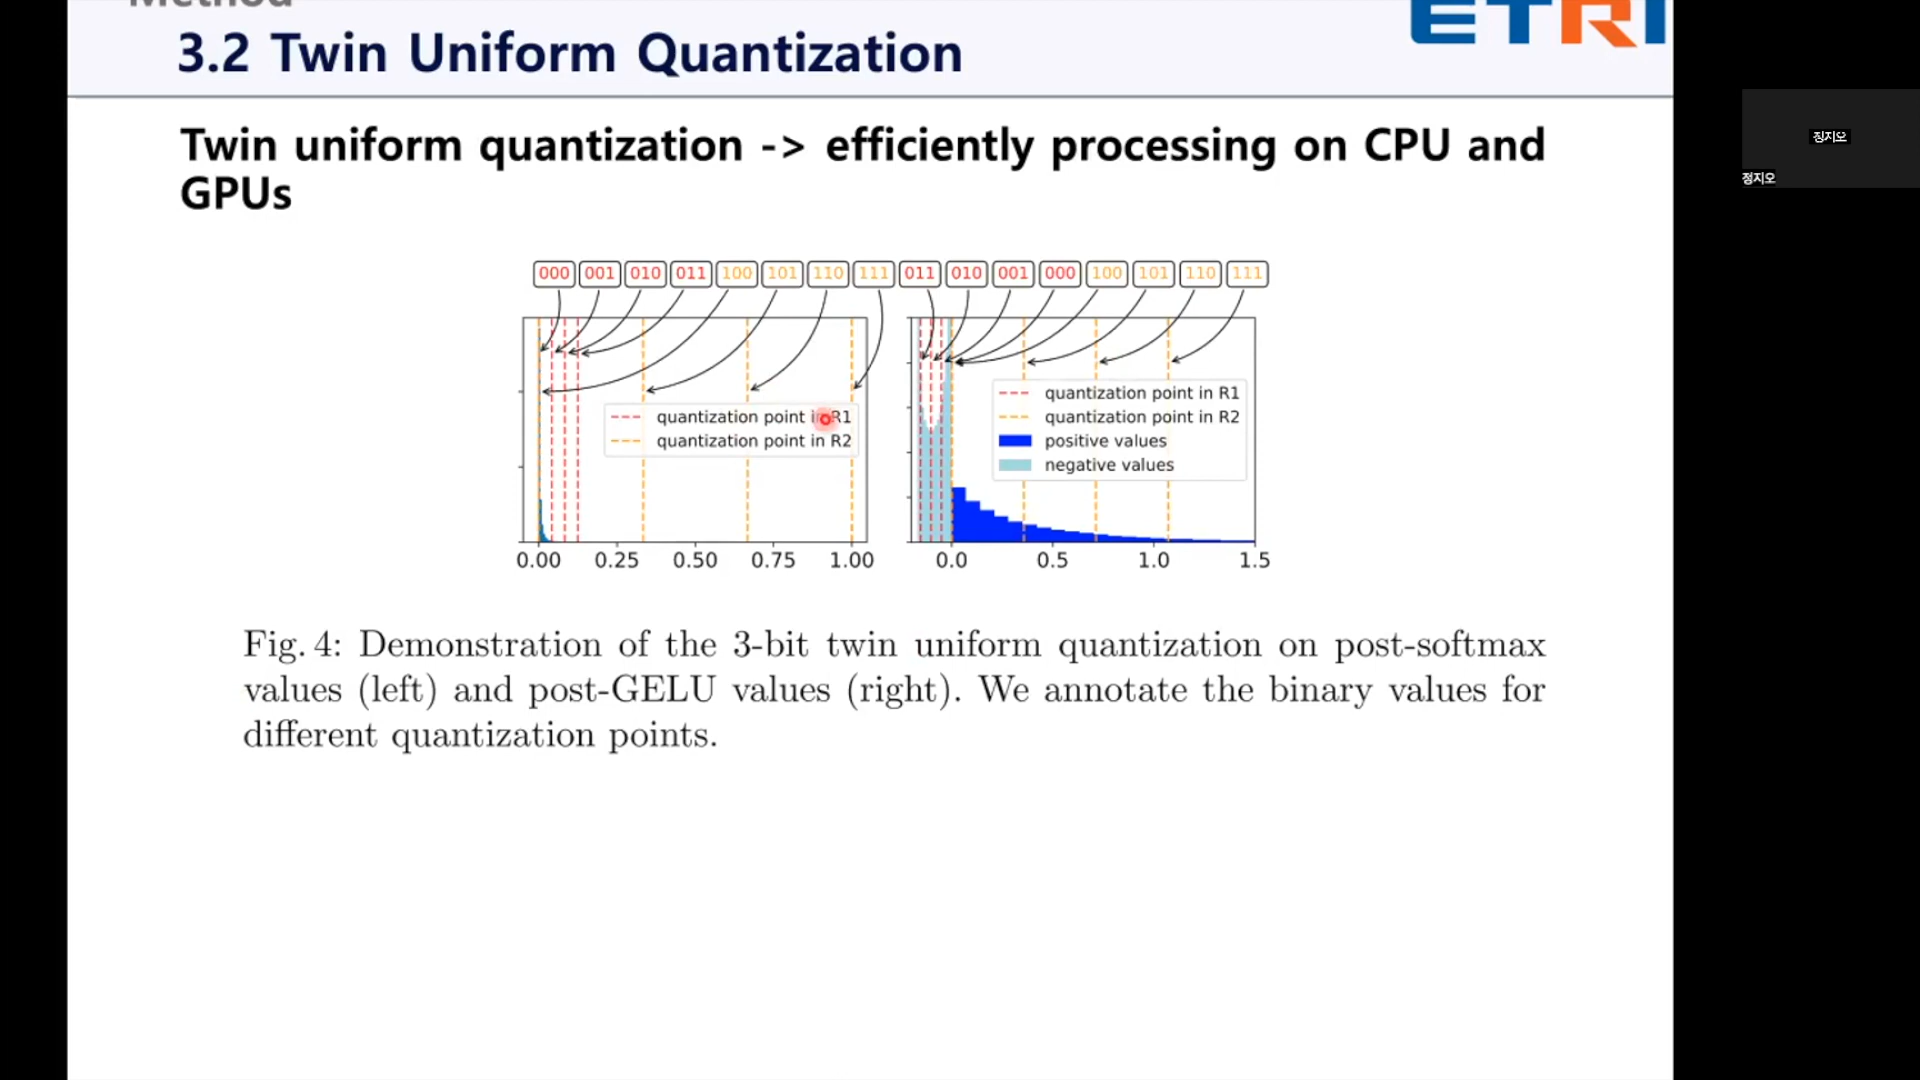 Method
ETRI
3.2 Twin Uniform Quantization
Twin uniform quantization -> efficiently processing on CPU and
GPUs
000 001 010 011 100 101 110 111 011 010 001 000 100 101 110 111
quantization point in R1
quantization point in R2
0.00 0.25 0.50 0.75 1.00
quantization point in R1
quantization point in R2
positive values
negative values
0.0 0.5 1.0 1.5
Fig. 4: Demonstration of the 3-bit twin uniform quantization on post-softmax
values (left) and post-GELU values (right). We annotate the binary values for
different quantization points.
정지오
정지오